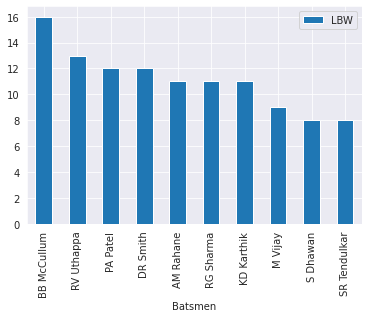 LBW
16
14
12
10
8
6
4
2
0
BB McCullum
RV Uthappa
PA Patel
DR Smith
AM Rahane
RG Sharma
KD Karthik
M Vijay
S Dhawan
SR Tendulkar
Batsmen